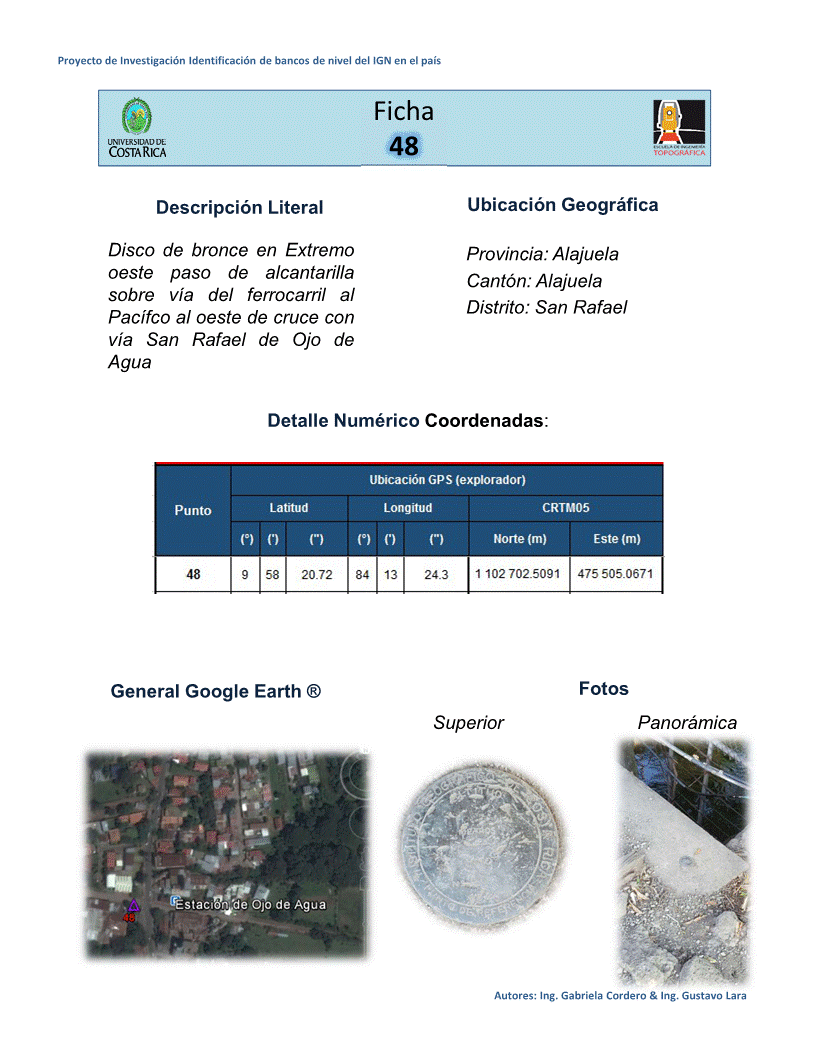 Proyecto de Investigación Identificación de bancos de nivel del IGN en el país
Ficha
48
UNIVERSIDAD DE
COSTA RICA
ESCUELA DE INGENIERÍA
TOPOGRÁFICA
Descripción Literal
Disco de bronce en Extremo
oeste paso de alcantarilla
sobre vía del ferrocarril al
Pacífco al oeste de cruce con
vía San Rafael de Ojo de
Agua
Ubicación Geográfica
Provincia: Alajuela
Cantón: Alajuela
Distrito: San Rafael
Detalle Numérico Coordenadas:
Punto
Ubicación GPS (explorador)
Latitud Longitud CRTM05
(°) (') (") (°) (') (") Norte (m) Este (m)
48 9 58 20.72 84 13 24.3 1 102 702.5091 475 505.0671
General Google Earth ®
Fotos
Superior Panorámica
Estación de Ojo de Agua
48
Autores: Ing. Gabriela Cordero & Ing. Gustavo Lara